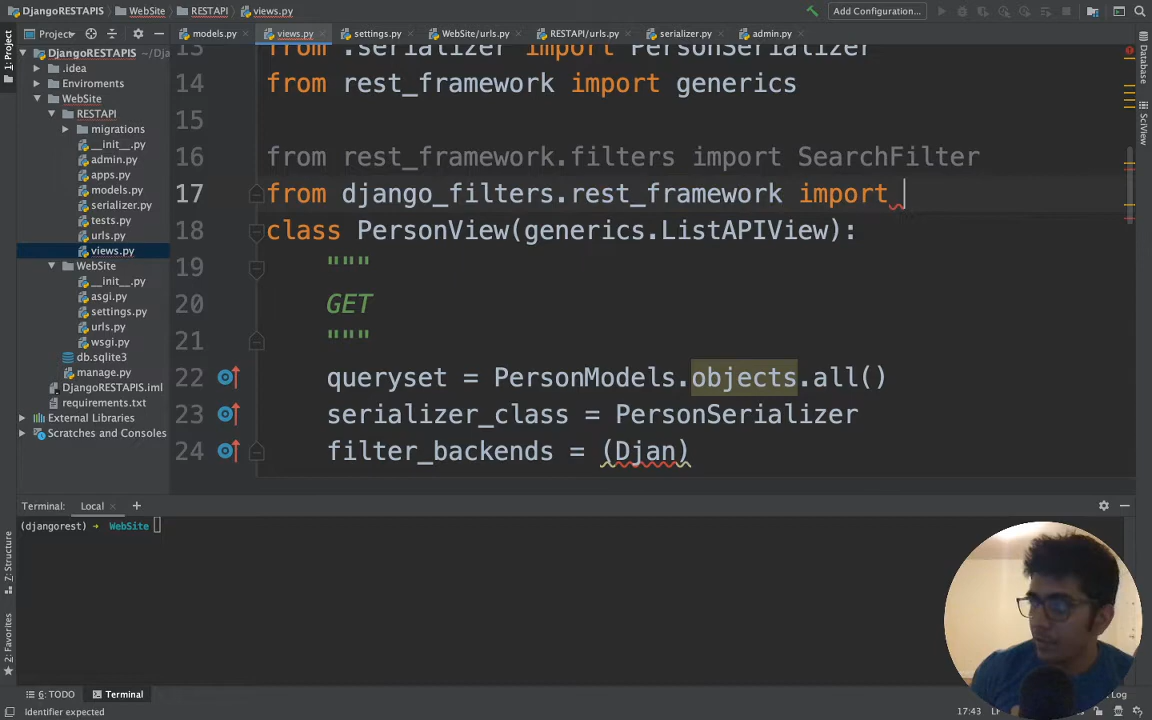 DjangoRESTAPIS WebSite RESTAPI views.py
Add Configuration...
Project
models.py
views.py
settings.py
WebSite/urls.py
RESTAPI/urls.py
serializer.py
admin.py
1: Project
DjangoRESTAPIS ~/Dja
.idea
Enviroments
WebSite
RESTAPI
migrations
__init__.py
admin.py
apps.py
models.py
serializer.py
tests.py
urls.py
views.py
WebSite
__init__.py
asgi.py
settings.py
urls.py
wsgi.py
db.sqlite3
manage.py
DjangoRESTAPIS.iml
requirements.txt
External Libraries
Scratches and Consoles
13 from .serializer import PersonSerializer
14 from rest_framework import generics
15
16 from rest_framework.filters import SearchFilter
17 from django_filters.rest_framework import
18 class PersonView(generics.ListAPIView):
19 """
20 GET
21 """
22 queryset = PersonModels.objects.all()
23 serializer_class = PersonSerializer
24 filter_backends = (Djan)
Database
SciView
Terminal: Local × +
(djangorest) → WebSite
7: Structure
2: Favorites
6: TODO
Terminal
Log
Identifier expected
17:43